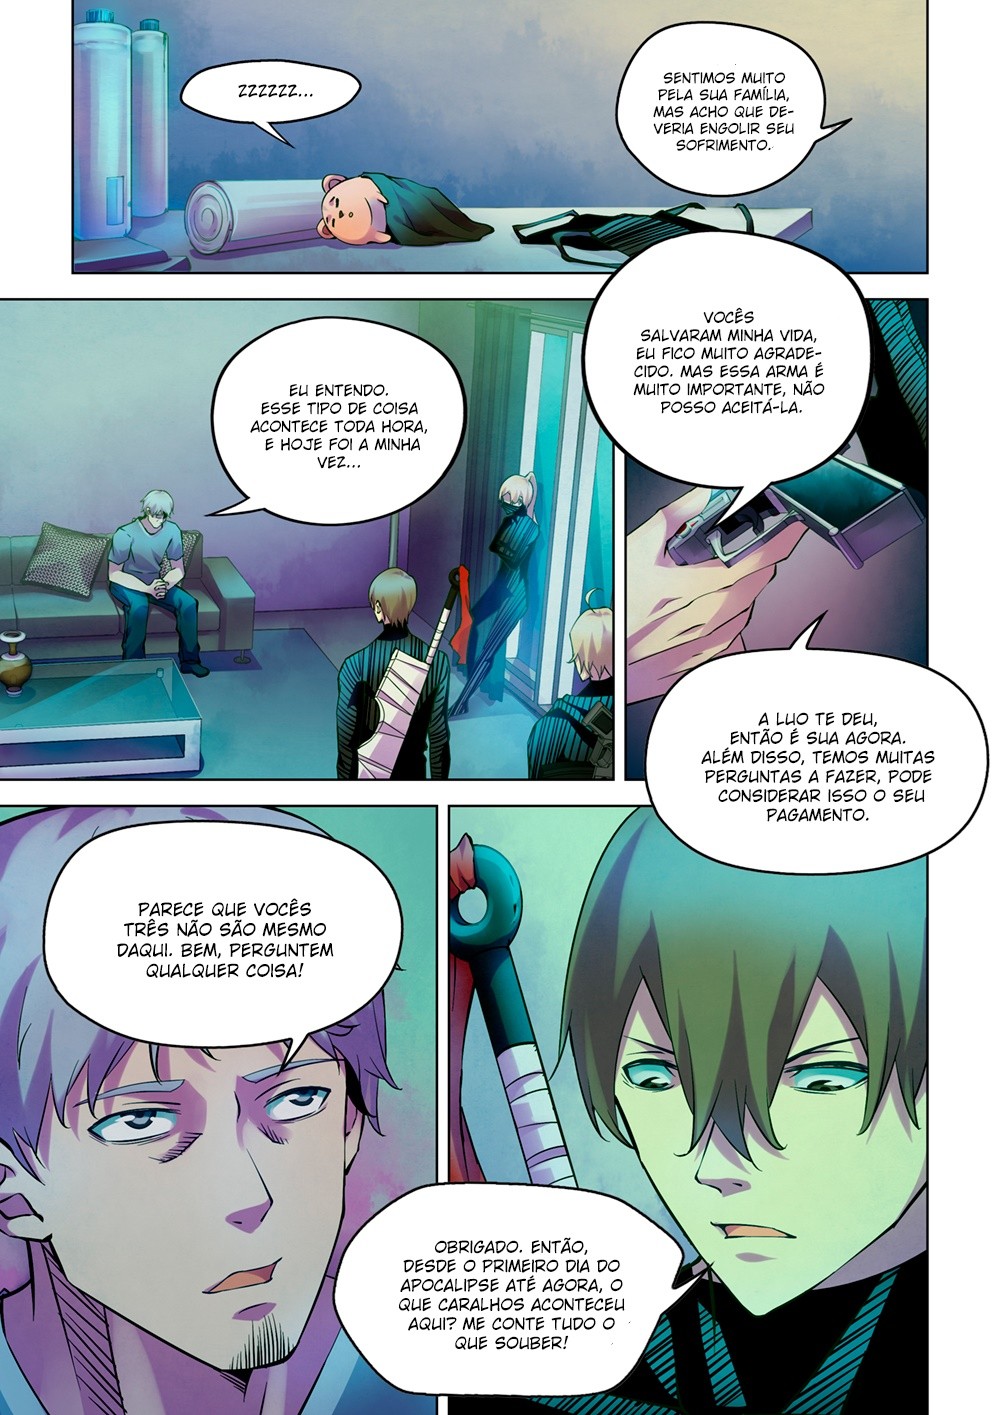 ZZZZZZ...
SENTIMOS MUITO
PELA SUA FAMÍLIA,
MAS ACHO QUE DE-
VERIA ENGOLIR SEU
SOFRIMENTO.
EU ENTENDO.
ESSE TIPO DE COISA
ACONTECE TODA HORA,
E HOJE FOI A MINHA
VEZ...
VOCÊS
SALVARAM MINHA VIDA,
EU FICO MUITO AGRADE-
CIDO. MAS ESSA ARMA É
MUITO IMPORTANTE, NÃO
POSSO ACEITÁ-LA.
A LUO TE DEU,
ENTÃO É SUA AGORA.
ALÉM DISSO, TEMOS MUITAS
PERGUNTAS A FAZER, PODE
CONSIDERAR ISSO O SEU
PAGAMENTO.
PARECE QUE VOCÊS
TRÊS NÃO SÃO MESMO
DAQUI. BEM, PERGUNTEM
QUALQUER COISA!
OBRIGADO. ENTÃO,
DESDE O PRIMEIRO DIA DO
APOCALIPSE ATÉ AGORA, O
QUE CARALHOS ACONTECEU
AQUI? ME CONTE TUDO O
QUE SOUBER!